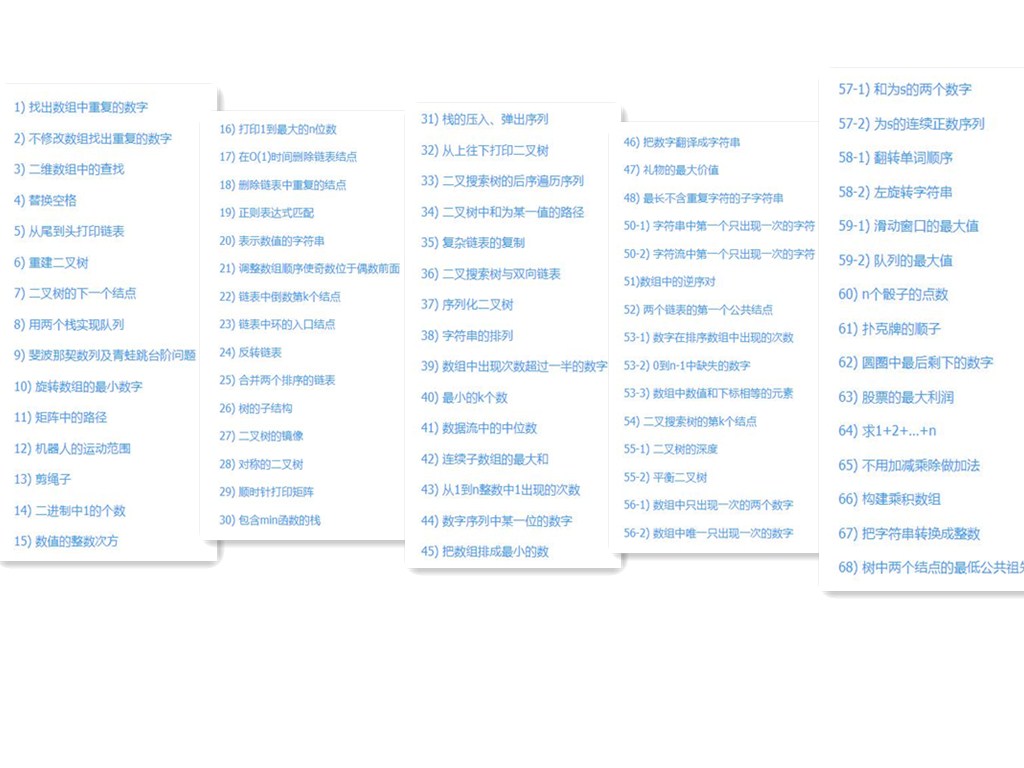 1) 找出数组中重复的数字
2) 不修改数组找出重复的数字
3) 二维数组中的查找
4) 替换空格
5) 从尾到头打印链表
6) 重建二叉树
7) 二叉树的下一个结点
8) 用两个栈实现队列
9) 斐波那契数列及青蛙跳台阶问题
10) 旋转数组的最小数字
11) 矩阵中的路径
12) 机器人的运动范围
13) 剪绳子
14) 二进制中1的个数
15) 数值的整数次方
16) 打印1到最大的n位数
17) 在O(1)时间删除链表结点
18) 删除链表中重复的结点
19) 正则表达式匹配
20) 表示数值的字符串
21) 调整数组顺序使奇数位于偶数前面
22) 链表中倒数第k个结点
23) 链表中环的入口结点
24) 反转链表
25) 合并两个排序的链表
26) 树的子结构
27) 二叉树的镜像
28) 对称的二叉树
29) 顺时针打印矩阵
30) 包含min函数的栈
31) 栈的压入、弹出序列
32) 从上往下打印二叉树
33) 二叉搜索树的后序遍历序列
34) 二叉树中和为某一值的路径
35) 复杂链表的复制
36) 二叉搜索树与双向链表
37) 序列化二叉树
38) 字符串的排列
39) 数组中出现次数超过一半的数字
40) 最小的k个数
41) 数据流中的中位数
42) 连续子数组的最大和
43) 从1到n整数中1出现的次数
44) 数字序列中某一位的数字
45) 把数组排成最小的数
46) 把数字翻译成字符串
47) 礼物的最大价值
48) 最长不含重复字符的子字符串
50-1) 字符串中第一个只出现一次的字符
50-2) 字符流中第一个只出现一次的字符
51)数组中的逆序对
52) 两个链表的第一个公共结点
53-1) 数字在排序数组中出现的次数
53-2) 0到n-1中缺失的数字
53-3) 数组中数值和下标相等的元素
54) 二叉搜索树的第k个结点
55-1) 二叉树的深度
55-2) 平衡二叉树
56-1) 数组中只出现一次的两个数字
56-2) 数组中唯一只出现一次的数字
57-1) 和为s的两个数字
57-2) 为s的连续正数序列
58-1) 翻转单词顺序
58-2) 左旋转字符串
59-1) 滑动窗口的最大值
59-2) 队列的最大值
60) n个骰子的点数
61) 扑克牌的顺子
62) 圆圈中最后剩下的数字
63) 股票的最大利润
64) 求1+2+...+n
65) 不用加减乘除做加法
66) 构建乘积数组
67) 把字符串转换成整数
68) 树中两个结点的最低公共祖先